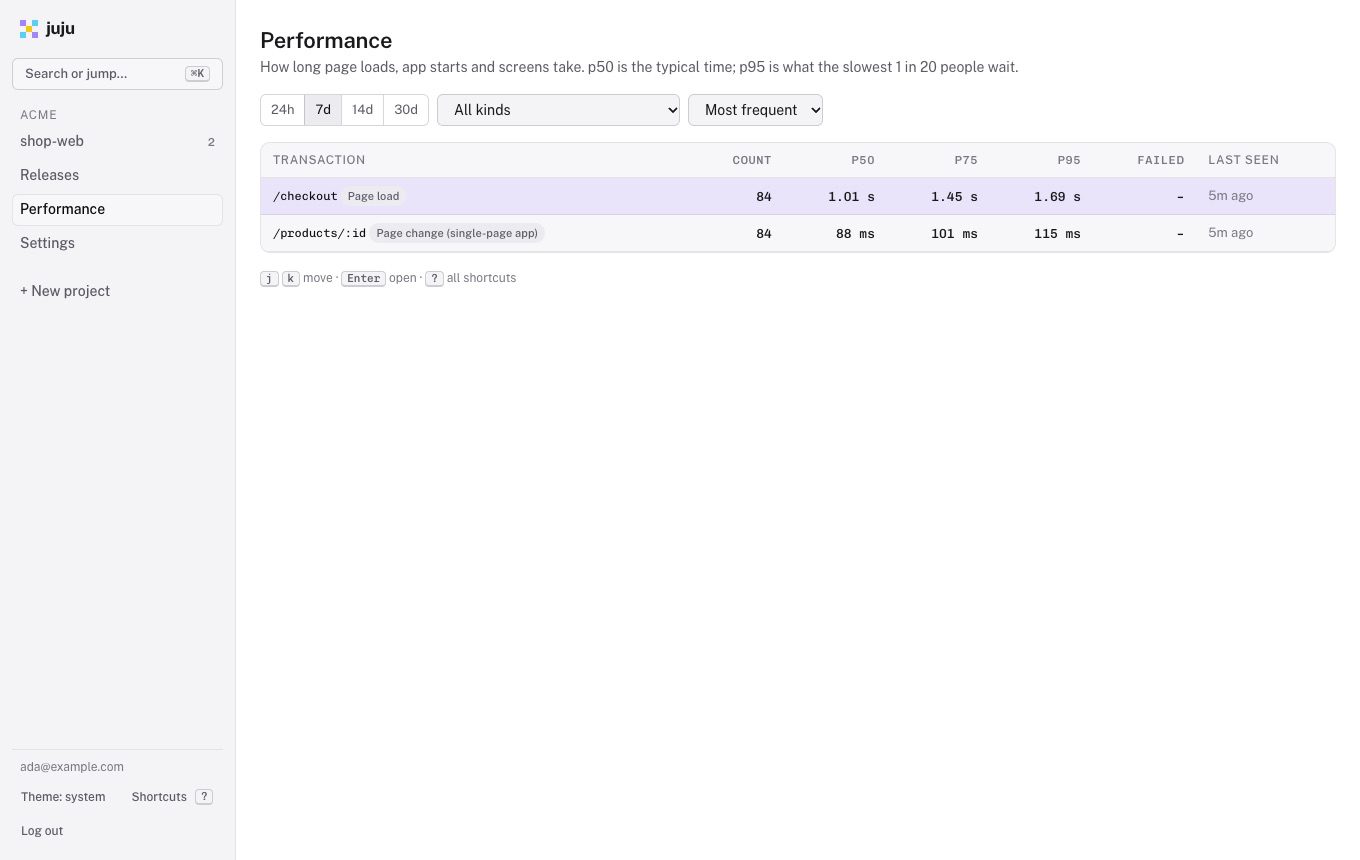 juju
Search or jump... ⌘K
ACME
shop-web 2
Releases
Performance
Settings
+ New project
ada@example.com
Theme: system Shortcuts ?
Log out
Performance
How long page loads, app starts and screens take. p50 is the typical time; p95 is what the slowest 1 in 20 people wait.
24h 7d 14d 30d All kinds Most frequent
TRANSACTION COUNT P50 P75 P95 FAILED LAST SEEN
/checkout Page load 84 1.01 s 1.45 s 1.69 s – 5m ago
/products/:id Page change (single-page app) 84 88 ms 101 ms 115 ms – 5m ago
j k move · Enter open · ? all shortcuts